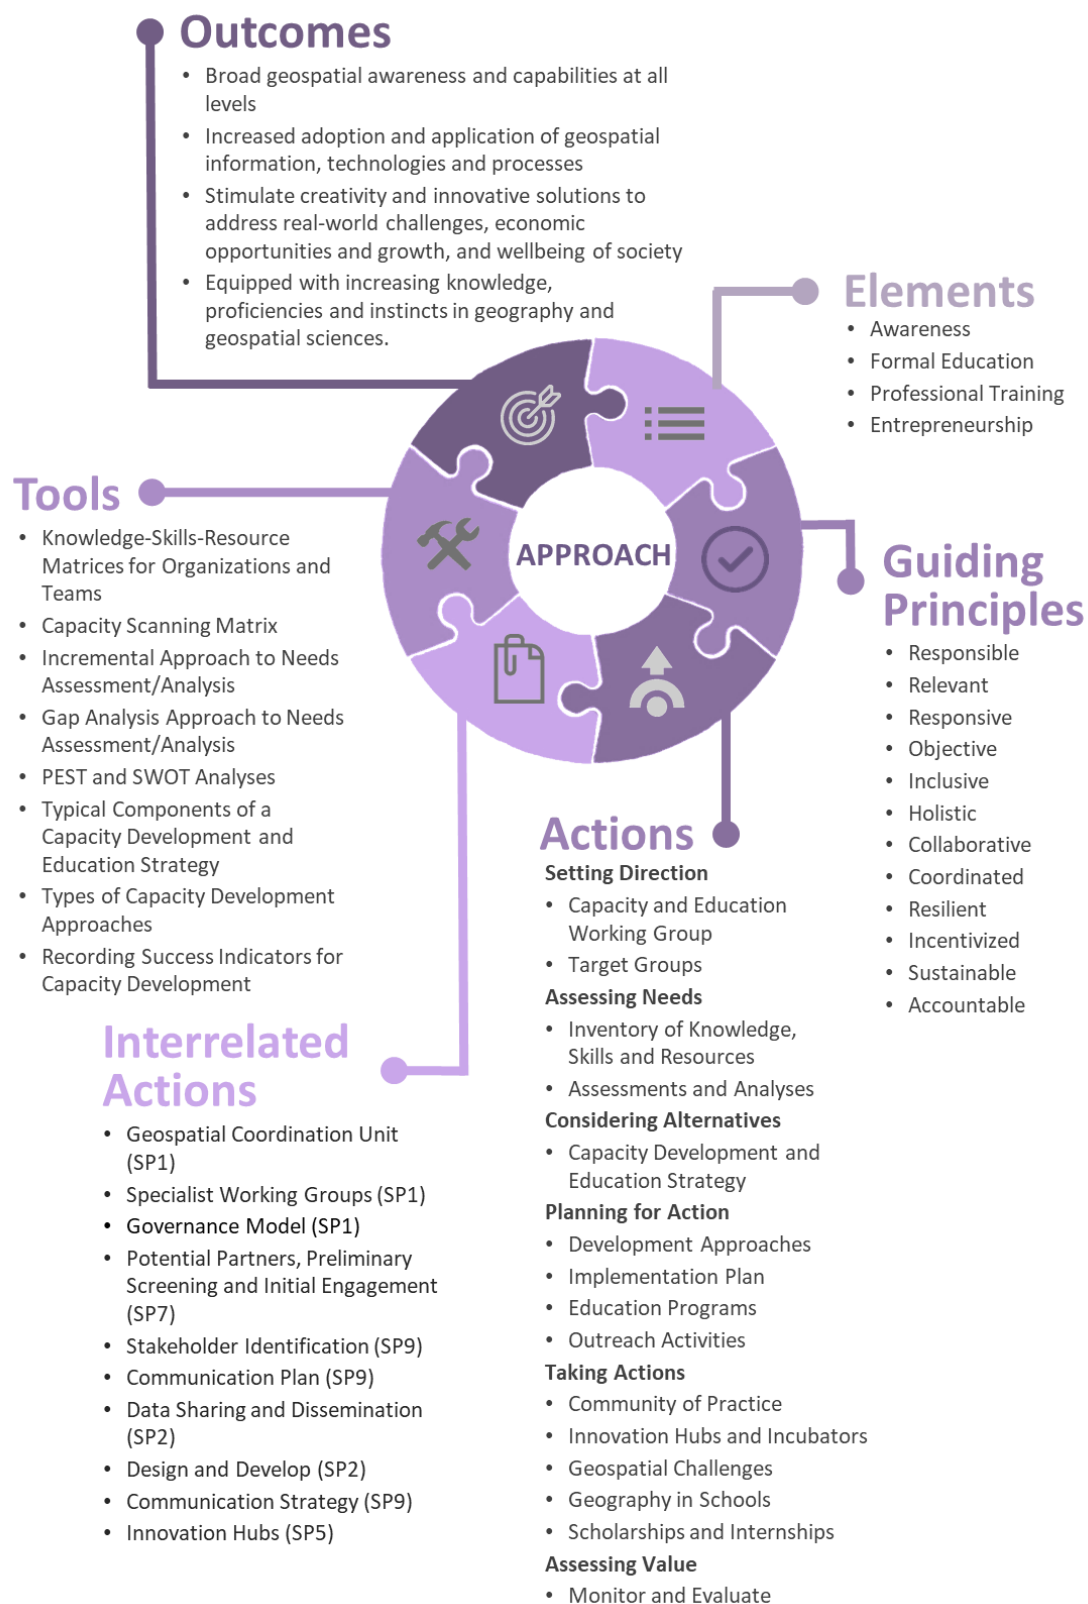 Outcomes
• Broad geospatial awareness and capabilities at all
levels
• Increased adoption and application of geospatial
information, technologies and processes
• Stimulate creativity and innovative solutions to
address real-world challenges, economic
opportunities and growth, and wellbeing of society
• Equipped with increasing knowledge,
proficiencies and instincts in geography and
geospatial sciences.
Elements
• Awareness
• Formal Education
• Professional Training
• Entrepreneurship
APPROACH
Tools
• Knowledge-Skills-Resource
Matrices for Organizations and
Teams
• Capacity Scanning Matrix
• Incremental Approach to Needs
Assessment/Analysis
• Gap Analysis Approach to Needs
Assessment/Analysis
• PEST and SWOT Analyses
• Typical Components of a
Capacity Development and
Education Strategy
• Types of Capacity Development
Approaches
• Recording Success Indicators for
Capacity Development
Guiding
Principles
• Responsible
• Relevant
• Responsive
• Objective
• Inclusive
• Holistic
• Collaborative
• Coordinated
• Resilient
• Incentivized
• Sustainable
• Accountable
Interrelated
Actions
• Geospatial Coordination Unit
(SP1)
• Specialist Working Groups (SP1)
• Governance Model (SP1)
• Potential Partners, Preliminary
Screening and Initial Engagement
(SP7)
• Stakeholder Identification (SP9)
• Communication Plan (SP9)
• Data Sharing and Dissemination
(SP2)
• Design and Develop (SP2)
• Communication Strategy (SP9)
• Innovation Hubs (SP5)
Actions
Setting Direction
• Capacity and Education
Working Group
• Target Groups
Assessing Needs
• Inventory of Knowledge,
Skills and Resources
• Assessments and Analyses
Considering Alternatives
• Capacity Development and
Education Strategy
Planning for Action
• Development Approaches
• Implementation Plan
• Education Programs
• Outreach Activities
Taking Actions
• Community of Practice
• Innovation Hubs and Incubators
• Geospatial Challenges
• Geography in Schools
• Scholarships and Internships
Assessing Value
• Monitor and Evaluate